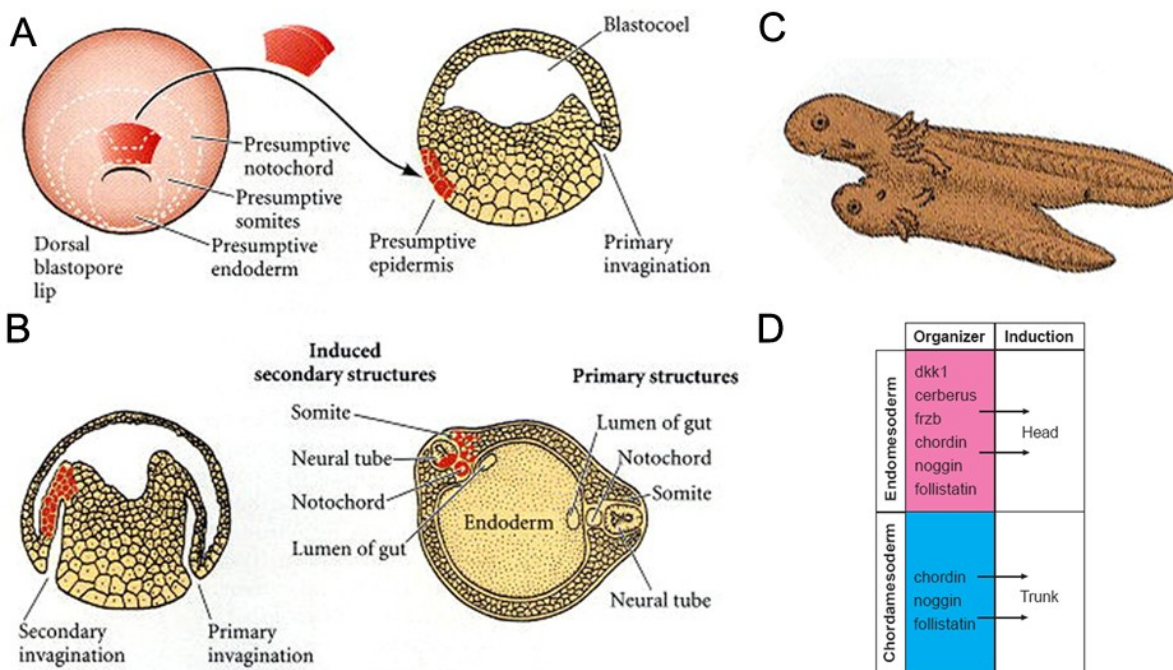 A
Blastocoel
Presumptive
notochord
Presumptive
somites
Presumptive
endoderm
Dorsal
blastopore
lip
Presumptive
epidermis
Primary
invagination
B
Induced
secondary structures
Primary structures
Somite
Neural tube
Notochord
Lumen of gut
Endoderm
Lumen of gut
Notochord
Somite
Neural tube
Secondary
invagination
Primary
invagination
C
D
Organizer Induction
Endomesoderm
dkk1
cerberus
frzb
chordin
noggin
follistatin
Head
Chordamesoderm
chordin
noggin
follistatin
Trunk